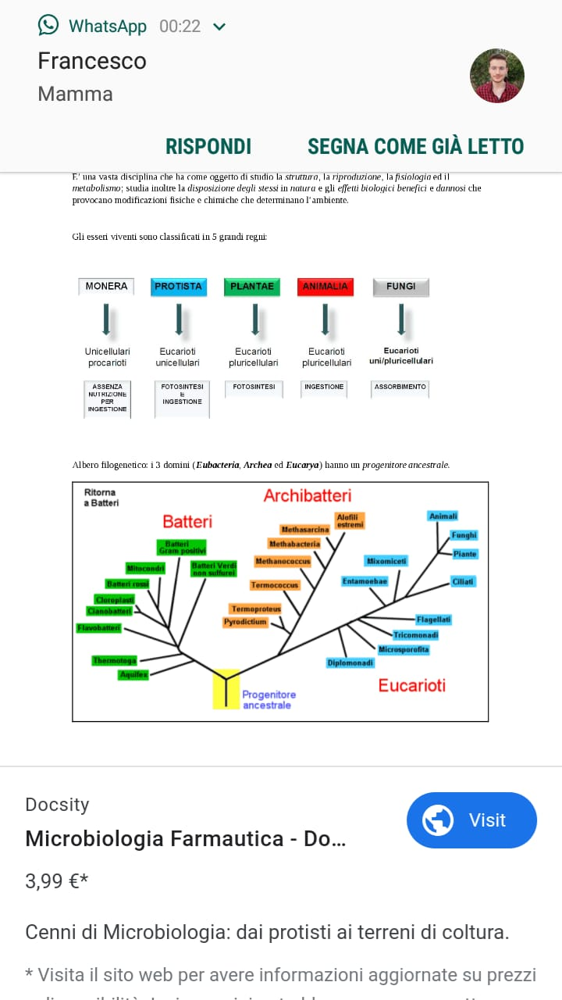 WhatsApp 00:22
Francesco
Mamma
RISPONDI SEGNA COME GIÀ LETTO
E' una vasta disciplina che ha come oggetto di studio la struttura, la riproduzione, la fisiologia ed il
metabolismo; studia inoltre la disposizione degli stessi in natura e gli effetti biologici benefici e dannosi che
provocano modificazioni fisiche e chimiche che determinano l'ambiente.
Gli esseri viventi sono classificati in 5 grandi regni:
MONERA PROTISTA PLANTAE ANIMALIA FUNGI
Unicellulari
procarioti
Eucarioti
unicellulari
Eucarioti
pluricellulari
Eucarioti
pluricellulari
Eucarioti
uni/pluricellulari
ASSENZA
NUTRIZIONE
PER
INGESTIONE
FOTOSINTESI
E
INGESTIONE
FOTOSINTESI
INGESTIONE
ASSORBIMENTO
Albero filogenetico: i 3 domini (Eubacteria, Archea ed Eucarya) hanno un progenitore ancestrale.
Ritorna
a Batteri
Batteri
Archibatteri
Batteri
Gram positivi
Mitocondri
Batteri Verdi
non sulfurei
Batteri rossi
Cloroplasti
Cianobatteri
Flavobatteri
Thermotoga
Aquifex
Alofili
estremi
Methasarcina
Methabacteria
Methanococcus
Termococcus
Termoproteus
Pyrodictium
Animali
Funghi
Piante
Mixomiceti
Entamoebae
Ciliati
Flagellati
Tricomonadi
Microsporofita
Diplomonadi
Eucarioti
Progenitore
ancestrale
Docsity
Microbiologia Farmautica - Do...
Visit
3,99 €*
Cenni di Microbiologia: dai protisti ai terreni di coltura.
* Visita il sito web per avere informazioni aggiornate su prezzi